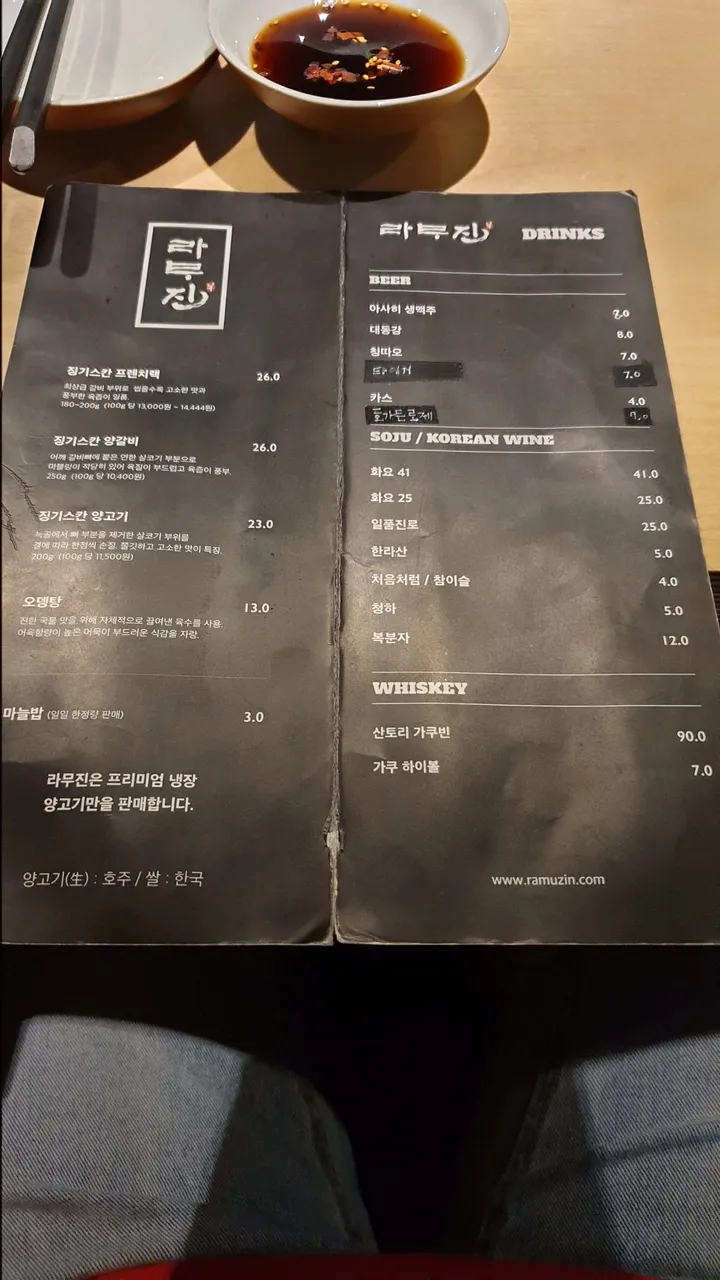 라무진
징기스칸 프렌치랙 26.0
최상급 갈비 부위로 씹을수록 고소한 맛과
풍부한 육즙이 일품.
180~200g (100g 당 13,000원 ~ 14,444원)
징기스칸 양갈비 26.0
어깨 갈비뼈에 붙은 연한 살코기 부분으로
마블링이 적당히 있어 육질이 부드럽고 육즙이 풍부.
250g (100g 당 10,400원)
징기스칸 양고기 23.0
늑골에서 뼈 부분을 제거한 살코기 부위를
결에 따라 한점씩 손질. 쫄깃하고 고소한 맛이 특징.
200g (100g 당 11,500원)
오뎅탕 13.0
진한 국물 맛을 위해 자체적으로 끓여낸 육수를 사용.
어육함량이 높은 어묵이 부드러운 식감을 자랑.
마늘밥 (일일 한정량 판매) 3.0
라무진은 프리미엄 냉장
양고기만을 판매합니다.
양고기(生) : 호주 / 쌀 : 한국
라무진 DRINKS
BEER
아사히 생맥주 8.0
대동강 8.0
칭따오 7.0
타이거 7.0
카스 4.0
호가든로제 7.0
SOJU / KOREAN WINE
화요 41 41.0
화요 25 25.0
일품진로 25.0
한라산 5.0
처음처럼 / 참이슬 4.0
청하 5.0
복분자 12.0
WHISKEY
산토리 가쿠빈 90.0
가쿠 하이볼 7.0
www.ramuzin.com